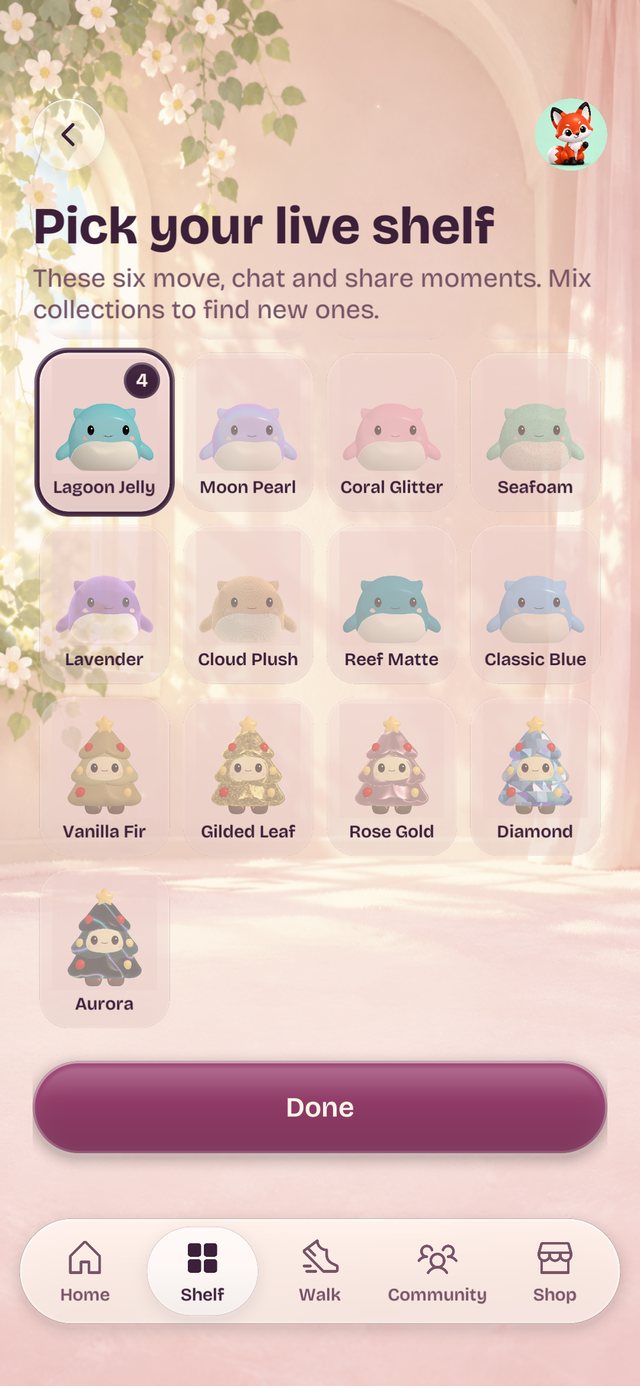 Pick your live shelf
These six move, chat and share moments. Mix
collections to find new ones.
4
Lagoon Jelly
Moon Pearl
Coral Glitter
Seafoam
Lavender
Cloud Plush
Reef Matte
Classic Blue
Vanilla Fir
Gilded Leaf
Rose Gold
Diamond
Aurora
Done
Home
Shelf
Walk
Community
Shop